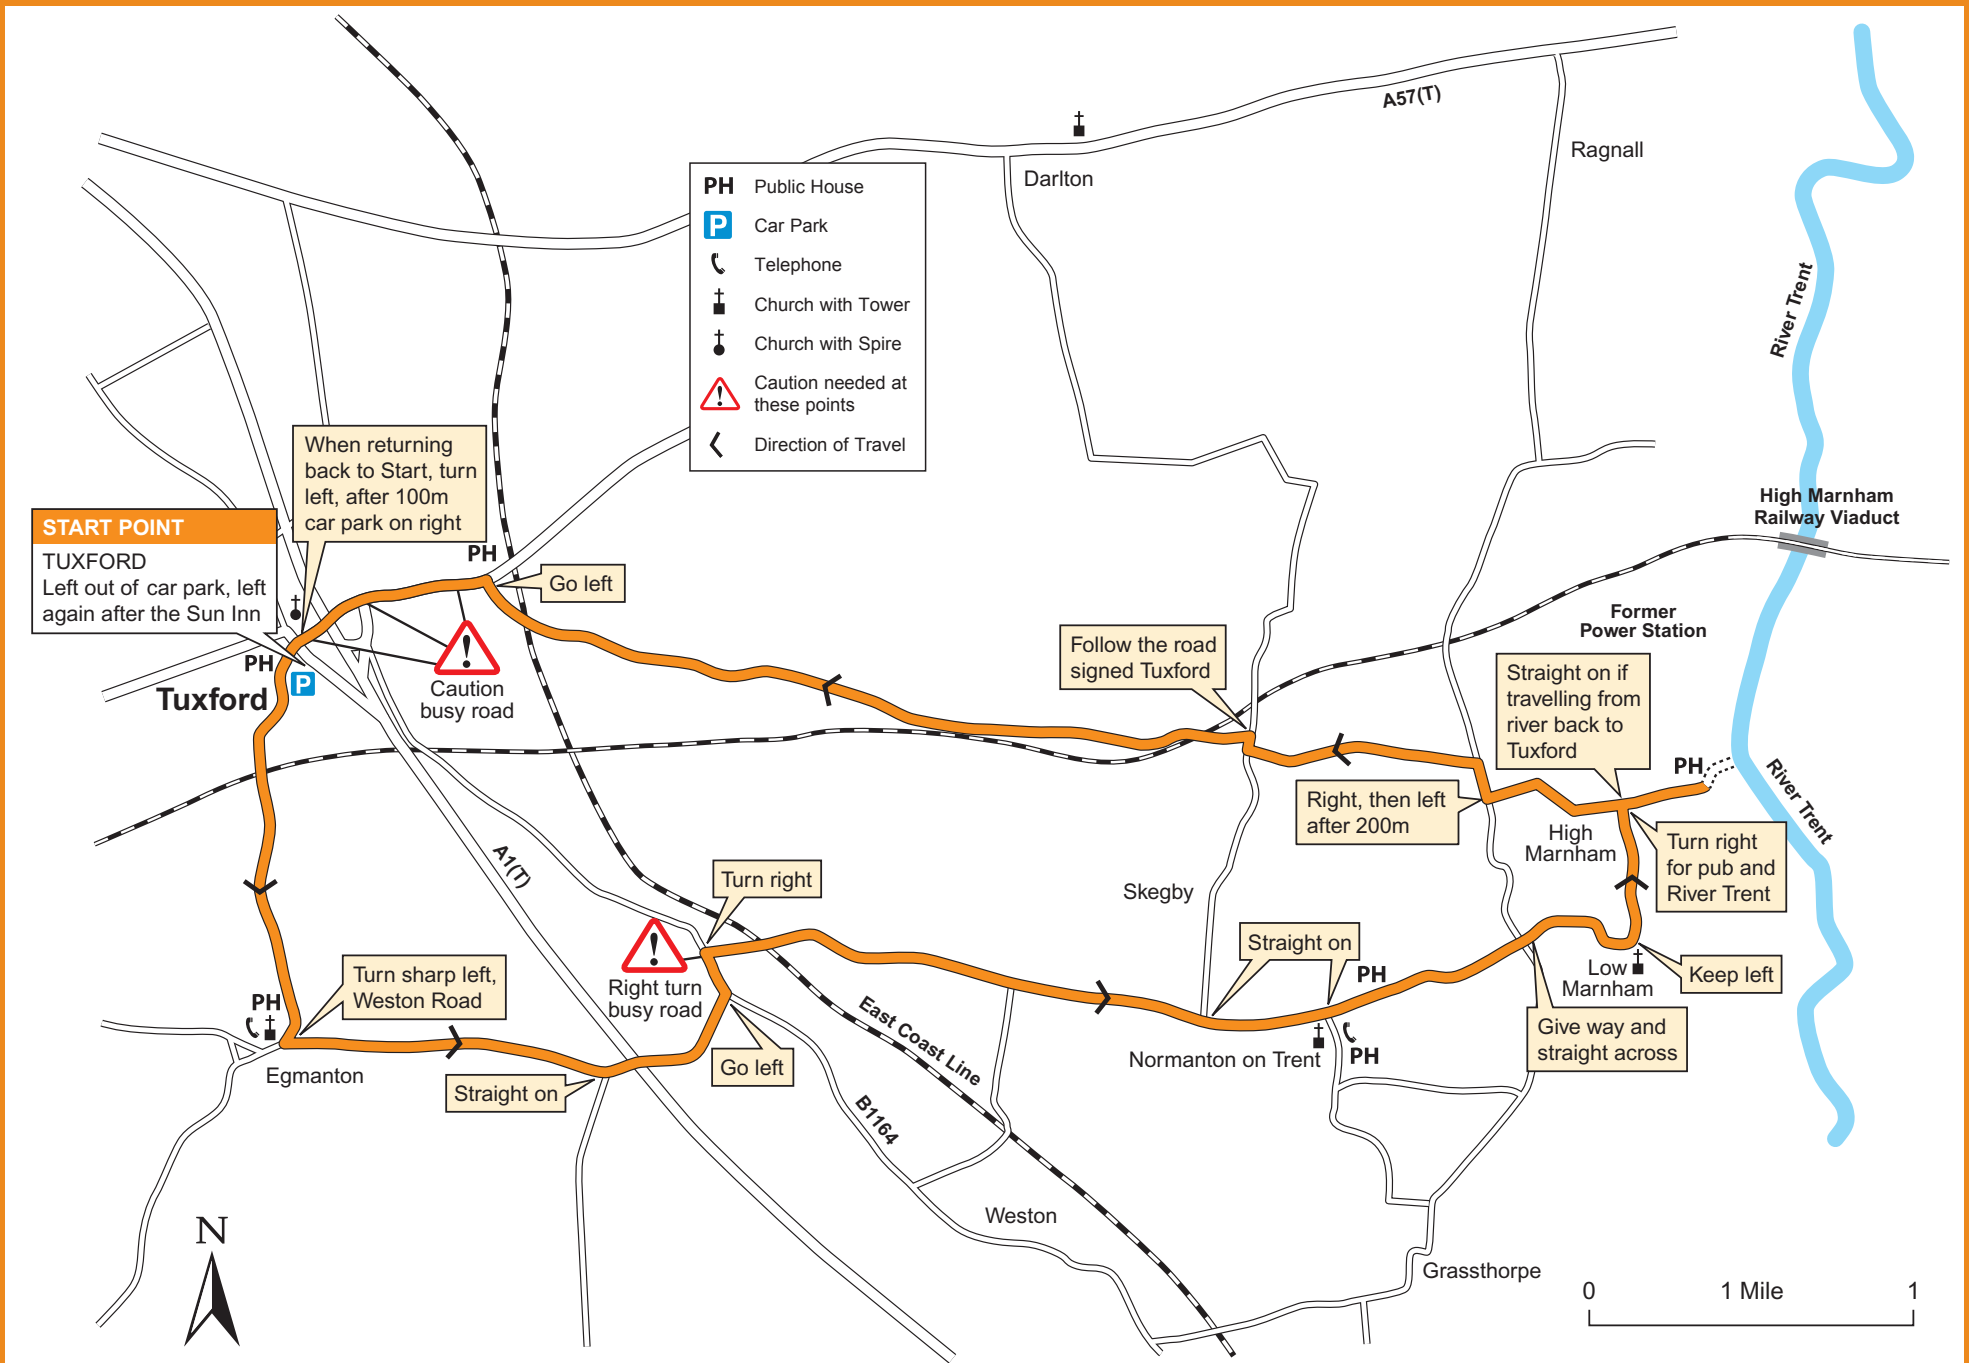 A57(T)
Ragnall
Darlton
PH Public House
P Car Park
Telephone
Church with Tower
Church with Spire
! Caution needed at
these points
Direction of Travel
River Trent
When returning
back to Start, turn
left, after 100m
car park on right
START POINT
TUXFORD
Left out of car park, left
again after the Sun Inn
PH
Go left
High Marnham
Railway Viaduct
Former
Power Station
Follow the road
signed Tuxford
Straight on if
travelling from
river back to
Tuxford
PH
P
Tuxford
!
Caution
busy road
PH
River Trent
Right, then left
after 200m
High
Marnham
Turn right
for pub and
River Trent
A1(T)
Turn right
Skegby
Straight on
!
Right turn
busy road
PH
Low
Marnham
Keep left
Turn sharp left,
Weston Road
PH
Egmanton
East Coast Line
Normanton on Trent
PH
Give way and
straight across
Go left
Straight on
B1164
Weston
Grassthorpe
N
0 1 Mile 1